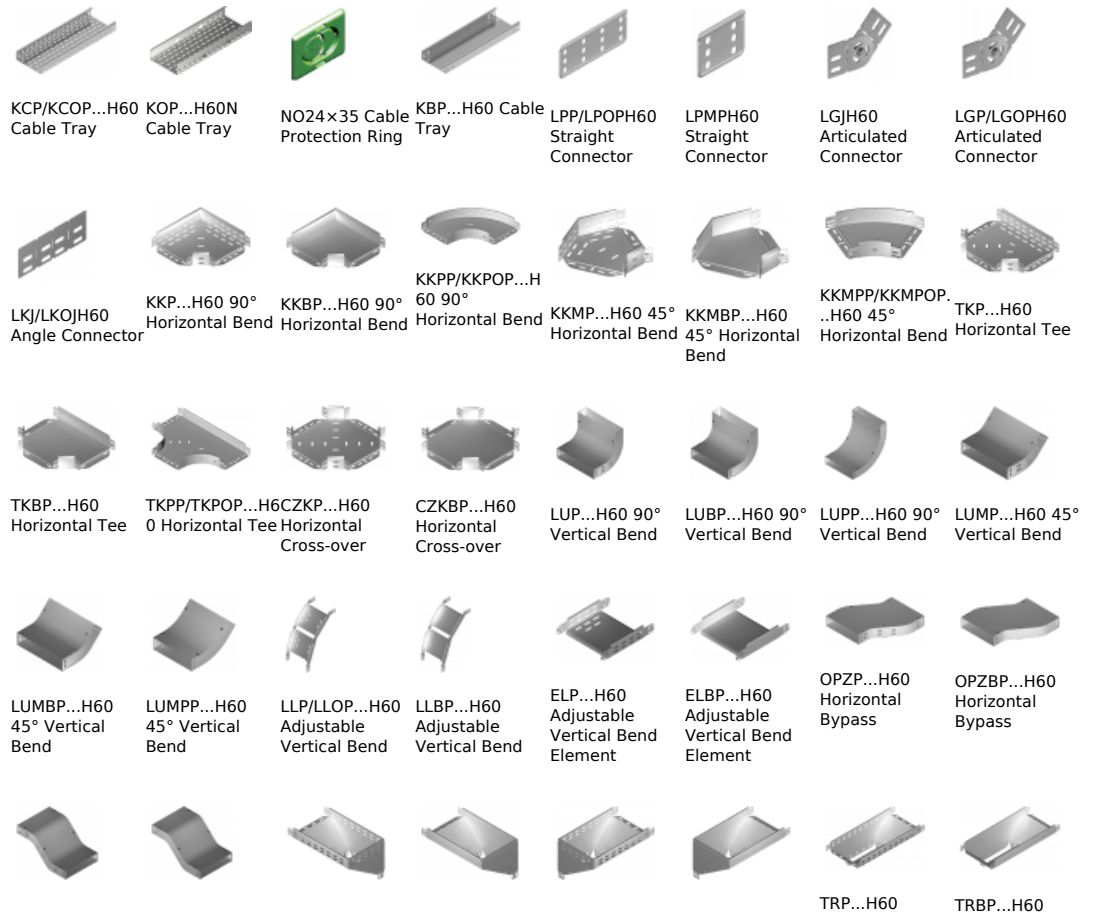 KCP/KCOP...H60
Cable Tray
KOP...H60N
Cable Tray
NO24×35 Cable
Protection Ring
KBP...H60 Cable
Tray
LPP/LPOPH60
Straight
Connector
LPMPH60
Straight
Connector
LGJH60
Articulated
Connector
LGP/LGOPH60
Articulated
Connector
LKJ/LKOJH60
Angle Connector
KKP...H60 90°
Horizontal Bend
KKBP...H60 90°
Horizontal Bend
KKPP/KKPOP...H
60 90°
Horizontal Bend
KKMP...H60 45°
Horizontal Bend
KKMBP...H60
45° Horizontal
Bend
KKMPP/KKMPOP.
..H60 45°
Horizontal Bend
TKP...H60
Horizontal Tee
TKBP...H60
Horizontal Tee
TKPP/TKPOP...H6
0 Horizontal Tee
CZKP...H60
Horizontal
Cross-over
CZKBP...H60
Horizontal
Cross-over
LUP...H60 90°
Vertical Bend
LUBP...H60 90°
Vertical Bend
LUPP...H60 90°
Vertical Bend
LUMP...H60 45°
Vertical Bend
LUMBP...H60
45° Vertical
Bend
LUMPP...H60
45° Vertical
Bend
LLP/LLOP...H60
Adjustable
Vertical Bend
LLBP...H60
Adjustable
Vertical Bend
ELP...H60
Adjustable
Vertical Bend
Element
ELBP...H60
Adjustable
Vertical Bend
Element
OPZP...H60
Horizontal
Bypass
OPZBP...H60
Horizontal
Bypass
TRP...H60
TRBP...H60